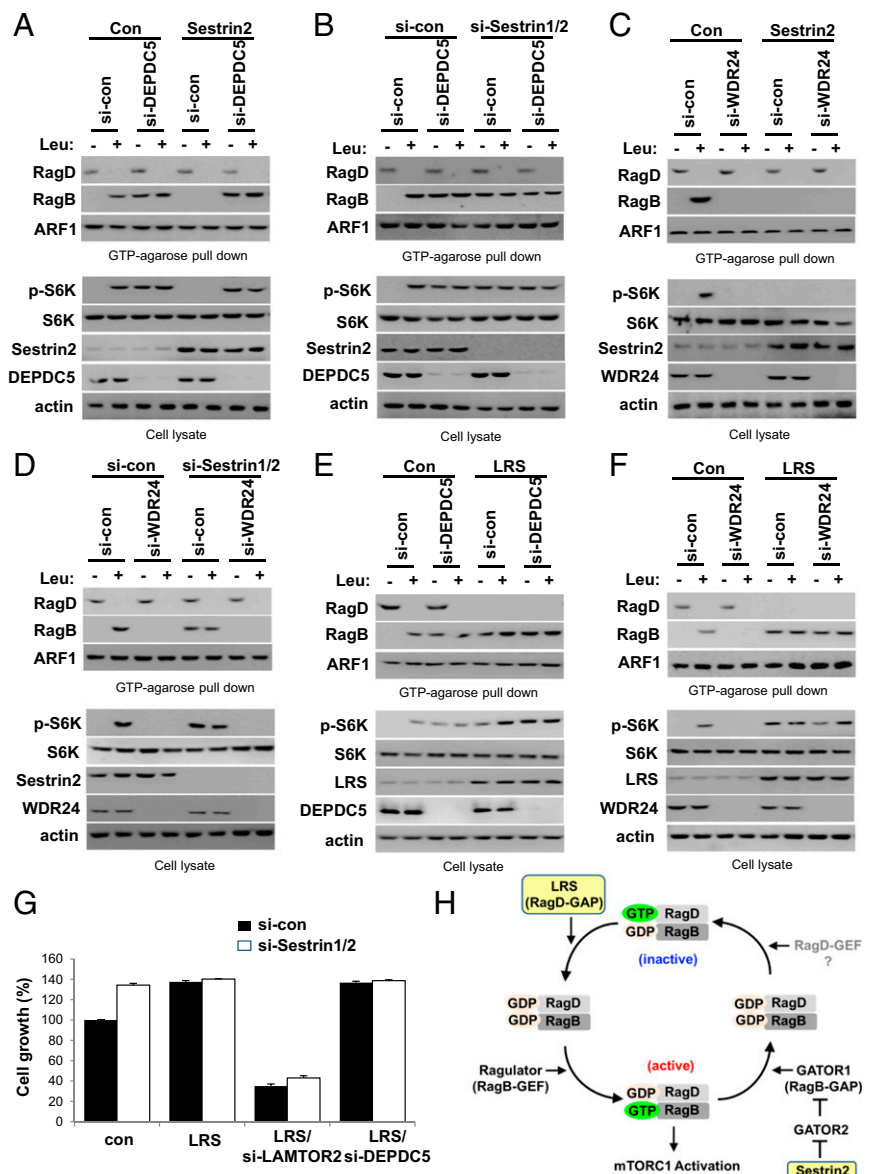 A
Con
Sestrin2
si-con
si-DEPDC5
si-con
si-DEPDC5
Leu: - + - + - + - +
RagD
RagB
ARF1
GTP-agarose pull down
p-S6K
S6K
Sestrin2
DEPDC5
actin
Cell lysate
B
si-con
si-Sestrin1/2
si-con
si-DEPDC5
si-con
si-DEPDC5
Leu: - + - + - + - +
RagD
RagB
ARF1
GTP-agarose pull down
p-S6K
S6K
Sestrin2
DEPDC5
actin
Cell lysate
C
Con
Sestrin2
si-con
si-WDR24
si-con
si-WDR24
Leu: - + - + - + - +
RagD
RagB
ARF1
GTP-agarose pull down
p-S6K
S6K
Sestrin2
WDR24
actin
Cell lysate
D
si-con
si-Sestrin1/2
si-con
si-WDR24
si-con
si-WDR24
Leu: - + - + - + - +
RagD
RagB
ARF1
GTP-agarose pull down
p-S6K
S6K
Sestrin2
WDR24
actin
Cell lysate
E
Con
LRS
si-con
si-DEPDC5
si-con
si-DEPDC5
Leu: - + - + - + - +
RagD
RagB
ARF1
GTP-agarose pull down
p-S6K
S6K
LRS
DEPDC5
actin
Cell lysate
F
Con
LRS
si-con
si-WDR24
si-con
si-WDR24
Leu: - + - + - + - +
RagD
RagB
ARF1
GTP-agarose pull down
p-S6K
S6K
LRS
WDR24
actin
Cell lysate
G
si-con
si-Sestrin1/2
Cell growth (%)
160
140
120
100
80
60
40
20
0
con
LRS
LRS/
si-LAMTOR2
LRS/
si-DEPDC5
H
LRS
(RagD-GAP)
GTP RagD
GDP RagB
(inactive)
RagD-GEF
?
GDP RagD
GDP RagB
GDP RagD
GDP RagB
Ragulator
(RagB-GEF)
(active)
GDP RagD
GTP RagB
GATOR1
(RagB-GAP)
GATOR2
Sestrin2
mTORC1 Activation